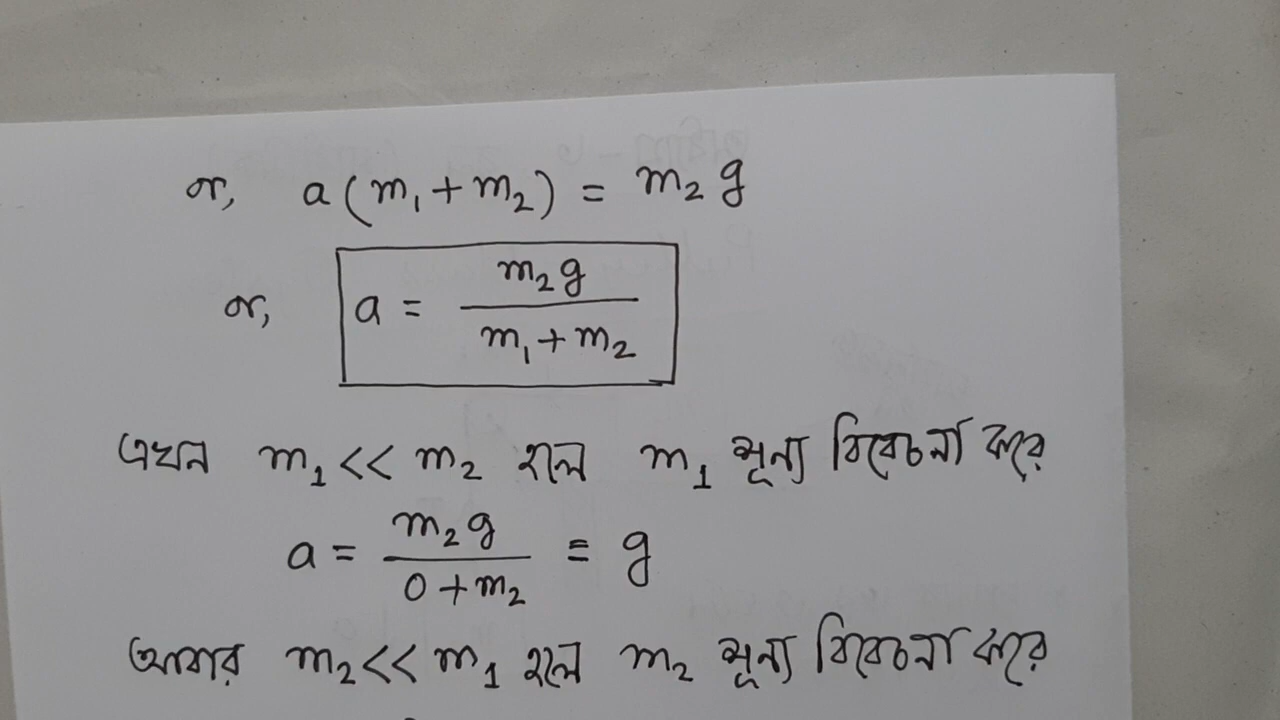 or, a(m₁+m₂) = m₂g
or, a = m₂g / m₁+m₂
এখন m₁<< m₂ হলে m₁ শূন্য বিবেচনা করে
a = m₂g / 0+m₂ = g
আবার m₂<< m₁ হলে m₂ শূন্য বিবেচনা করে